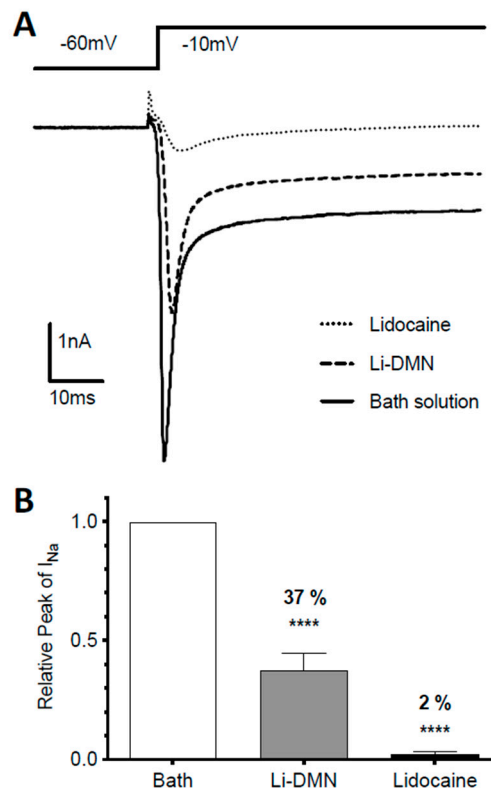 A
-60mV
-10mV
1nA
10ms
Lidocaine
Li-DMN
Bath solution
B
Relative Peak of INa
1.0
0.5
0.0
37 %
****
2 %
****
Bath
Li-DMN
Lidocaine